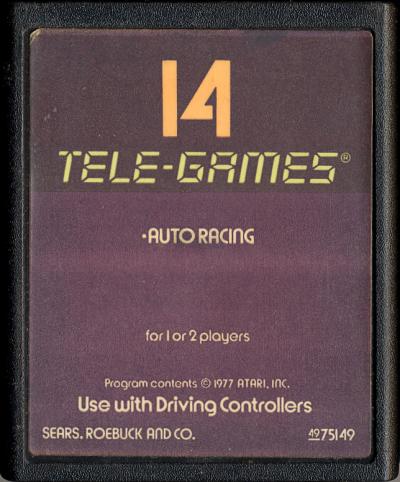 14
TELE-GAMES®
•AUTO RACING
for 1 or 2 players
Program contents © 1977 ATARI, INC.
Use with Driving Controllers
SEARS, ROEBUCK AND CO. 49 75149